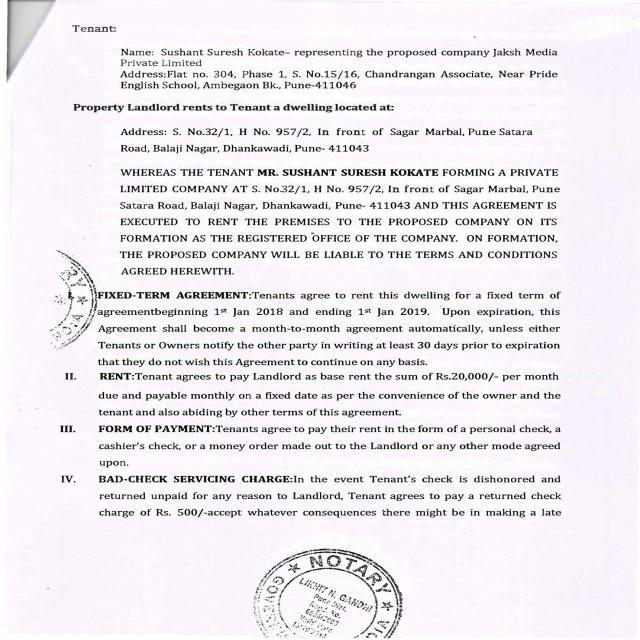 Tenant:
Name: Sushant Suresh Kokate– representing the proposed company Jaksh Media
Private Limited
Address:Flat no. 304, Phase 1, S. No.15/16, Chandrangan Associate, Near Pride
English School, Ambegaon Bk., Pune-411046
Property Landlord rents to Tenant a dwelling located at:
Address: S. No.32/1, H No. 957/2, In front of Sagar Marbal, Pune Satara
Road, Balaji Nagar, Dhankawadi, Pune- 411043
WHEREAS THE TENANT MR. SUSHANT SURESH KOKATE FORMING A PRIVATE
LIMITED COMPANY AT S. No.32/1, H No. 957/2, In front of Sagar Marbal, Pune
Satara Road, Balaji Nagar, Dhankawadi, Pune- 411043 AND THIS AGREEMENT IS
EXECUTED TO RENT THE PREMISES TO THE PROPOSED COMPANY ON ITS
FORMATION AS THE REGISTERED OFFICE OF THE COMPANY. ON FORMATION,
THE PROPOSED COMPANY WILL BE LIABLE TO THE TERMS AND CONDITIONS
AGREED HEREWITH.
I. FIXED-TERM AGREEMENT:Tenants agree to rent this dwelling for a fixed term of
agreementbeginning 1st Jan 2018 and ending 1st Jan 2019. Upon expiration, this
Agreement shall become a month-to-month agreement automatically, unless either
Tenants or Owners notify the other party in writing at least 30 days prior to expiration
that they do not wish this Agreement to continue on any basis.
II. RENT:Tenant agrees to pay Landlord as base rent the sum of Rs.20,000/- per month
due and payable monthly on a fixed date as per the convenience of the owner and the
tenant and also abiding by other terms of this agreement.
III. FORM OF PAYMENT:Tenants agree to pay their rent in the form of a personal check, a
cashier's check, or a money order made out to the Landlord or any other mode agreed
upon.
IV. BAD-CHECK SERVICING CHARGE:In the event Tenant's check is dishonored and
returned unpaid for any reason to Landlord, Tenant agrees to pay a returned check
charge of Rs. 500/-accept whatever consequences there might be in making a late
NOTARY
LIKHIT N. GANDHI